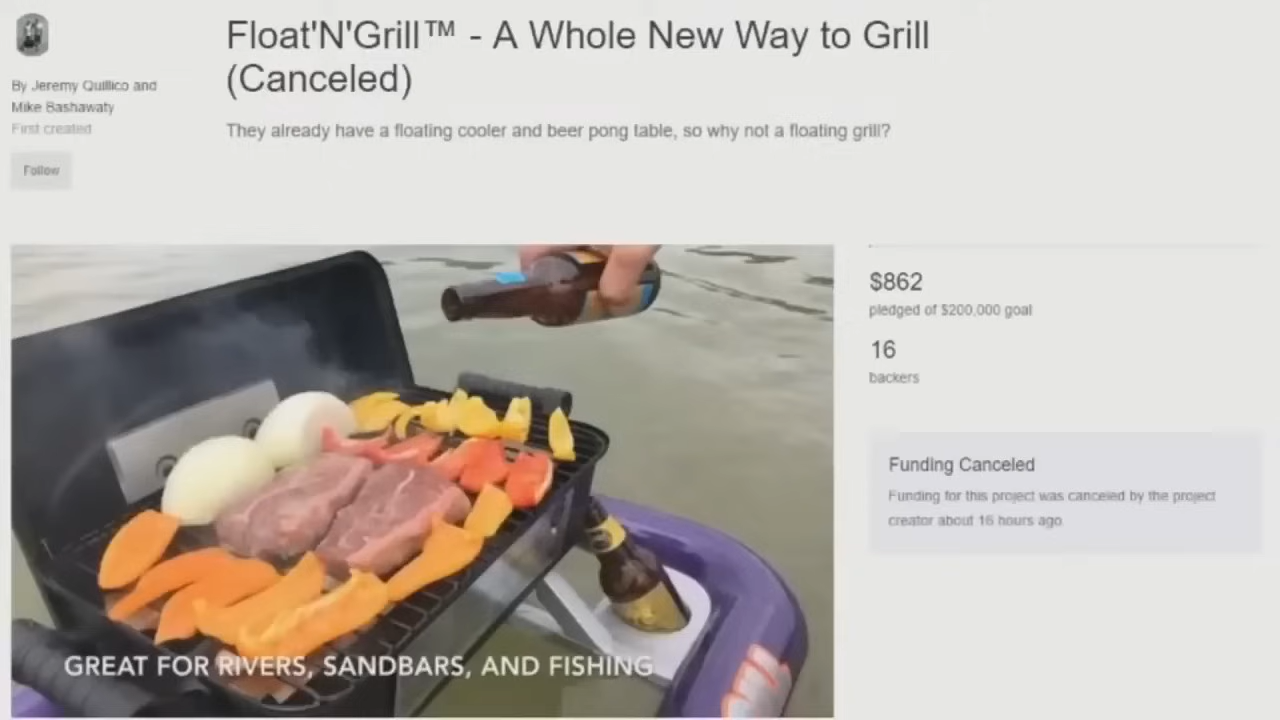 Float'N'Grill™ - A Whole New Way to Grill
(Canceled)
By Jeremy Quillico and
Mike Bashawaty
First created
They already have a floating cooler and beer pong table, so why not a floating grill?
Follow
$862
pledged of $200,000 goal
16
backers
Funding Canceled
Funding for this project was canceled by the project
creator about 16 hours ago
GREAT FOR RIVERS, SANDBARS, AND FISHING